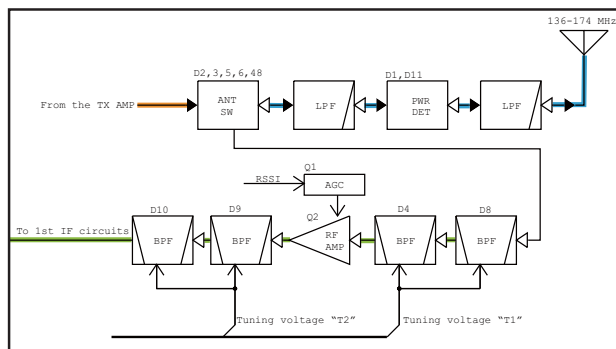 136-174 MHz
D2,3,5,6,48
D1,D11
From the TX AMP
ANT
SW
LPF
PWR
DET
LPF
Q1
RSSI
AGC
D10
D9
Q2
D4
D8
To 1st IF circuits
BPF
BPF
RF
AMP
BPF
BPF
Tuning voltage “T2”
Tuning voltage “T1”